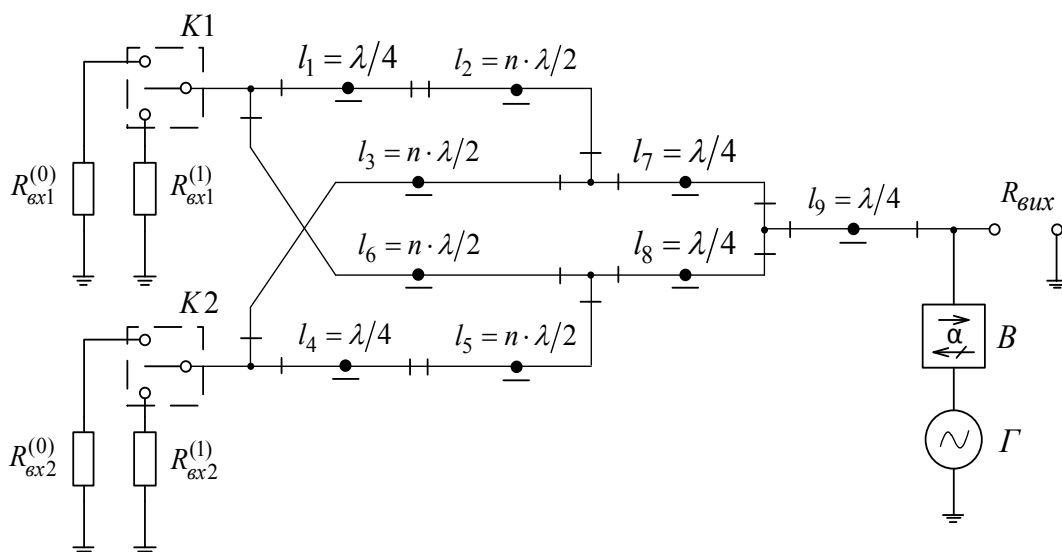 K1
l₁ = λ/4
l₂ = n · λ/2
R⁽⁰⁾вх1
R⁽¹⁾вх1
l₃ = n · λ/2
l₇ = λ/4
l₉ = λ/4
Rвих
l₆ = n · λ/2
l₈ = λ/4
K2
l₄ = λ/4
l₅ = n · λ/2
α
В
R⁽⁰⁾вх2
R⁽¹⁾вх2
Г